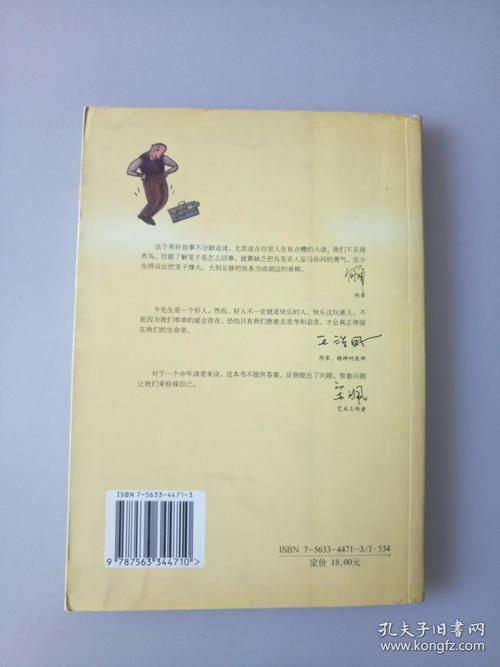 这个美好故事不分龄适读，尤其适合自觉人生有点糟的人读。我们不见得
养鸟，但都了解笼子是怎么回事，就算缺乏把鸟笼丢入亚马孙河的勇气，至少
也得设法把笼子撑大，大到足够把铁条当成湖边的垂柳。
作家
卡先生是一个好人，然而，好人不一定就是快乐的人。快乐这玩意儿，不
是因为我们乖乖的就会存在，恐怕只有我们愿意去思考和追求，才会真正停留
在我们的生命里。
王浩威
作家、精神科医师
对于一个中年读者来说，这本书不提供答案，反倒提出了问题，借着问题
让我们来检视自己。
艺术工作者
ISBN 7-5633-4471-3
9 787563 344710 >
ISBN 7-5633-4471-3/I·534
定价 18.00元
孔夫子旧书网
www.kongfz.com